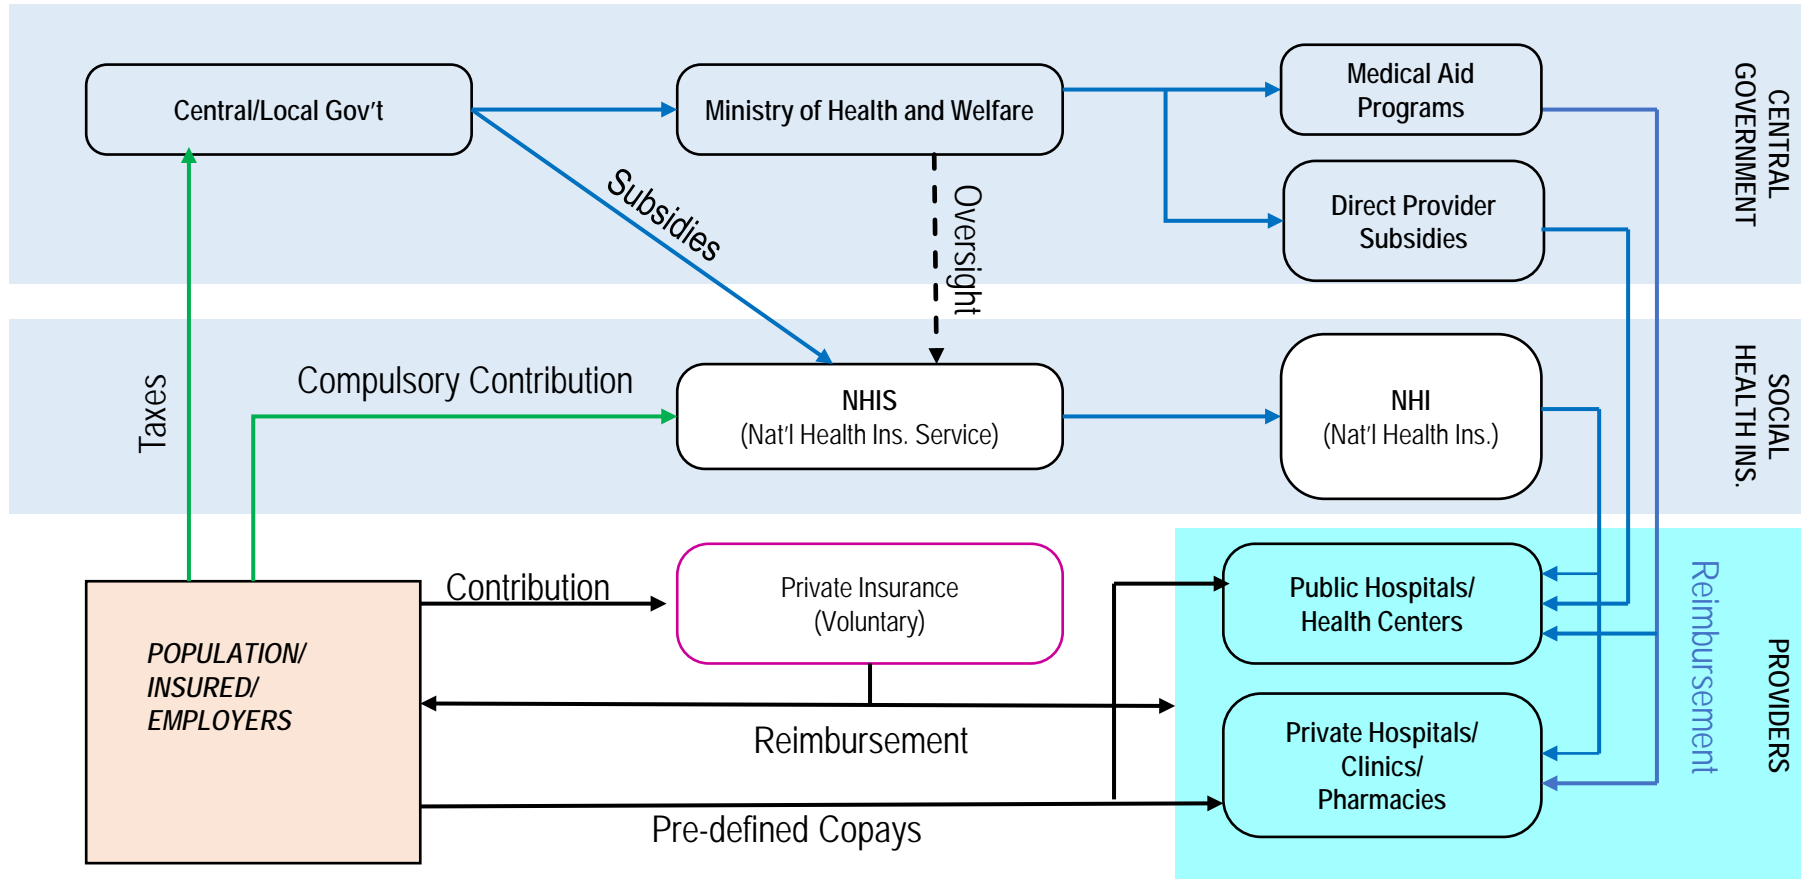 Central/Local Gov't
Ministry of Health and Welfare
Medical Aid
Programs
CENTRAL
GOVERNMENT
Subsidies
Oversight
Direct Provider
Subsidies
Taxes
Compulsory Contribution
NHIS
(Nat'l Health Ins. Service)
NHI
(Nat'l Health Ins.)
SOCIAL
HEALTH INS.
POPULATION/
INSURED/
EMPLOYERS
Contribution
Private Insurance
(Voluntary)
Reimbursement
Pre-defined Copays
Public Hospitals/
Health Centers
Private Hospitals/
Clinics/
Pharmacies
Reimbursement
PROVIDERS